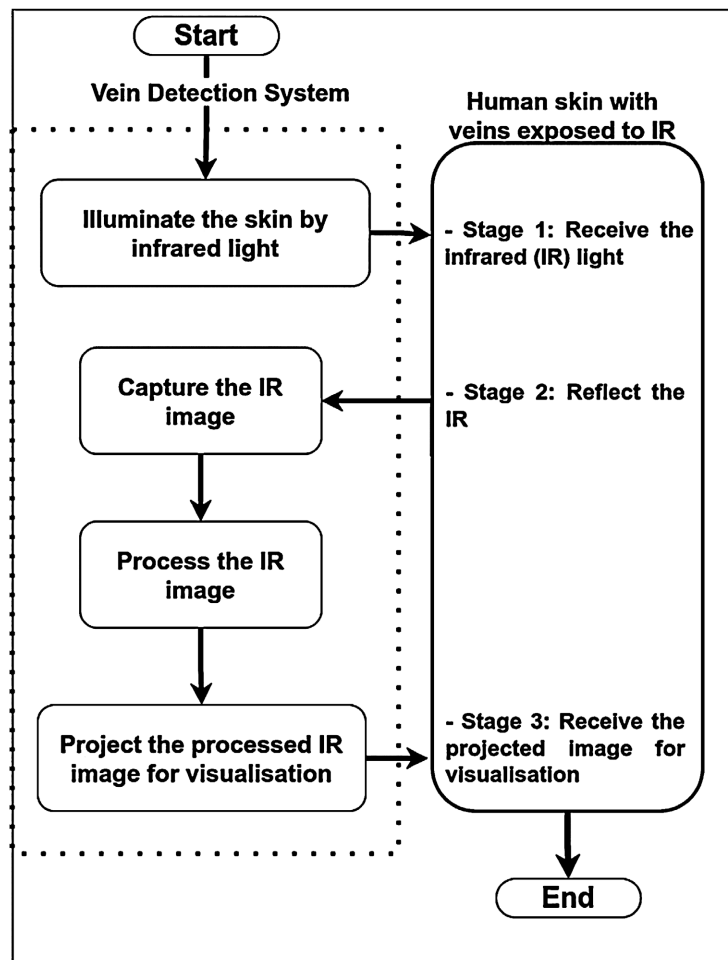 Start
Vein Detection System
Human skin with
veins exposed to IR
Illuminate the skin by
infrared light
- Stage 1: Receive the
infrared (IR) light
Capture the IR
image
- Stage 2: Reflect the
IR
Process the IR
image
Project the processed IR
image for visualisation
- Stage 3: Receive the
projected image for
visualisation
End